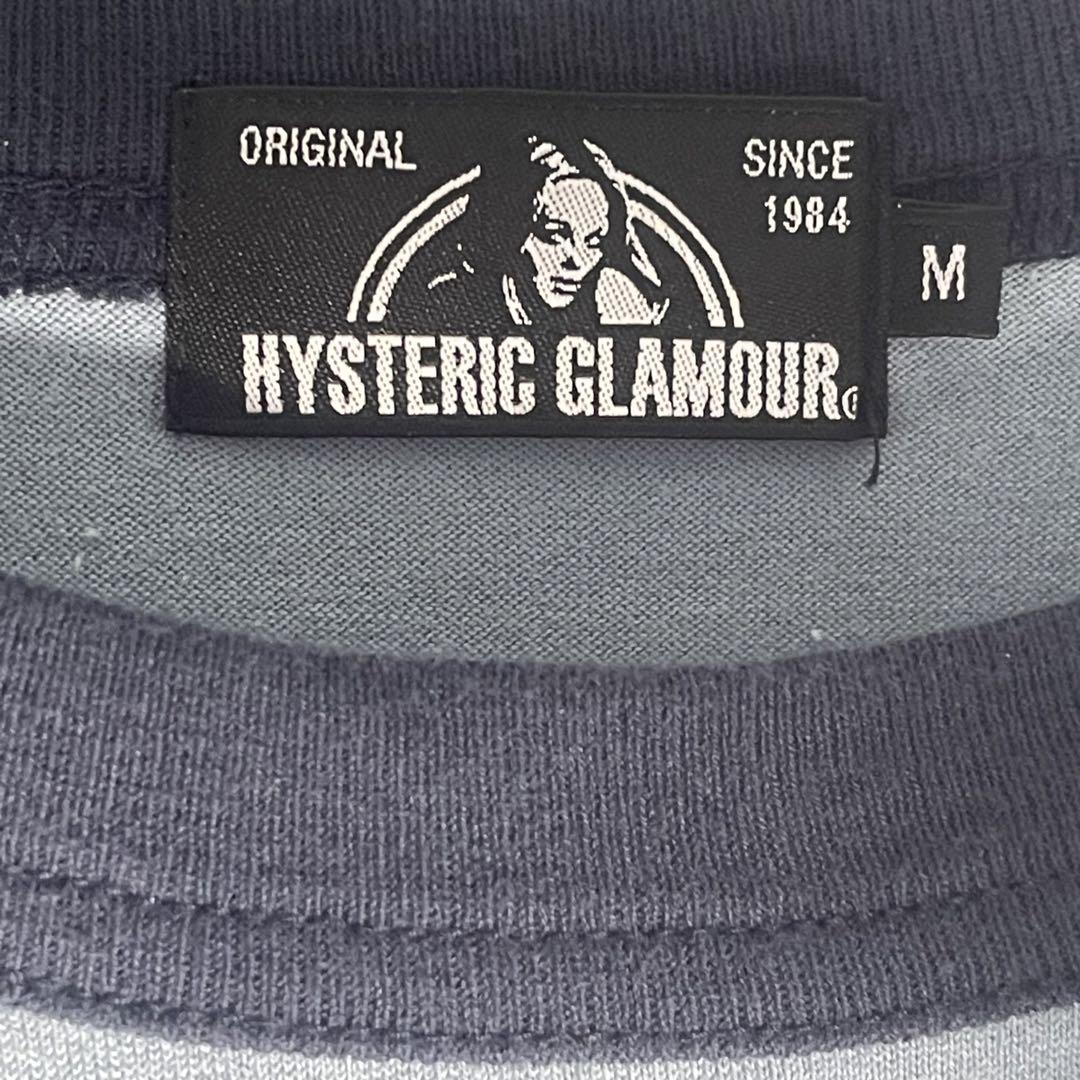 ORIGINAL
SINCE
1984
M
HYSTERIC GLAMOUR®